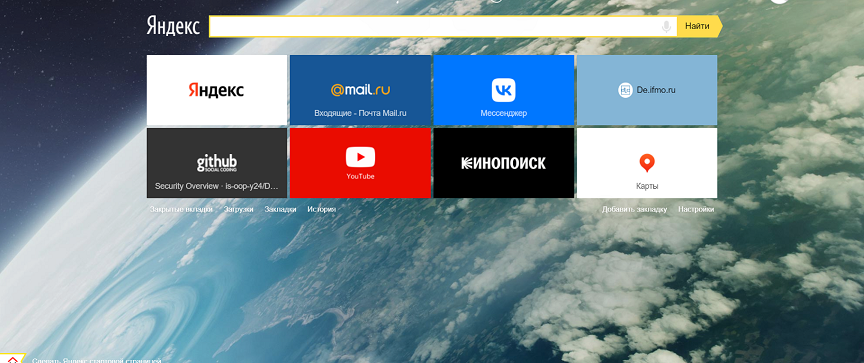 Яндекс
Найти
Яндекс
@mail.ru
Входящие - Почта Mail.ru
Мессенджер
De.ifmo.ru
github
SOCIAL CODING
Security Overview · is-oop-y24/D...
YouTube
КИНОПОИСК
Карты
Закрытые вкладки Загрузки Закладки История
Добавить закладку Настройки
Сделать Яндекс стартовой страницей